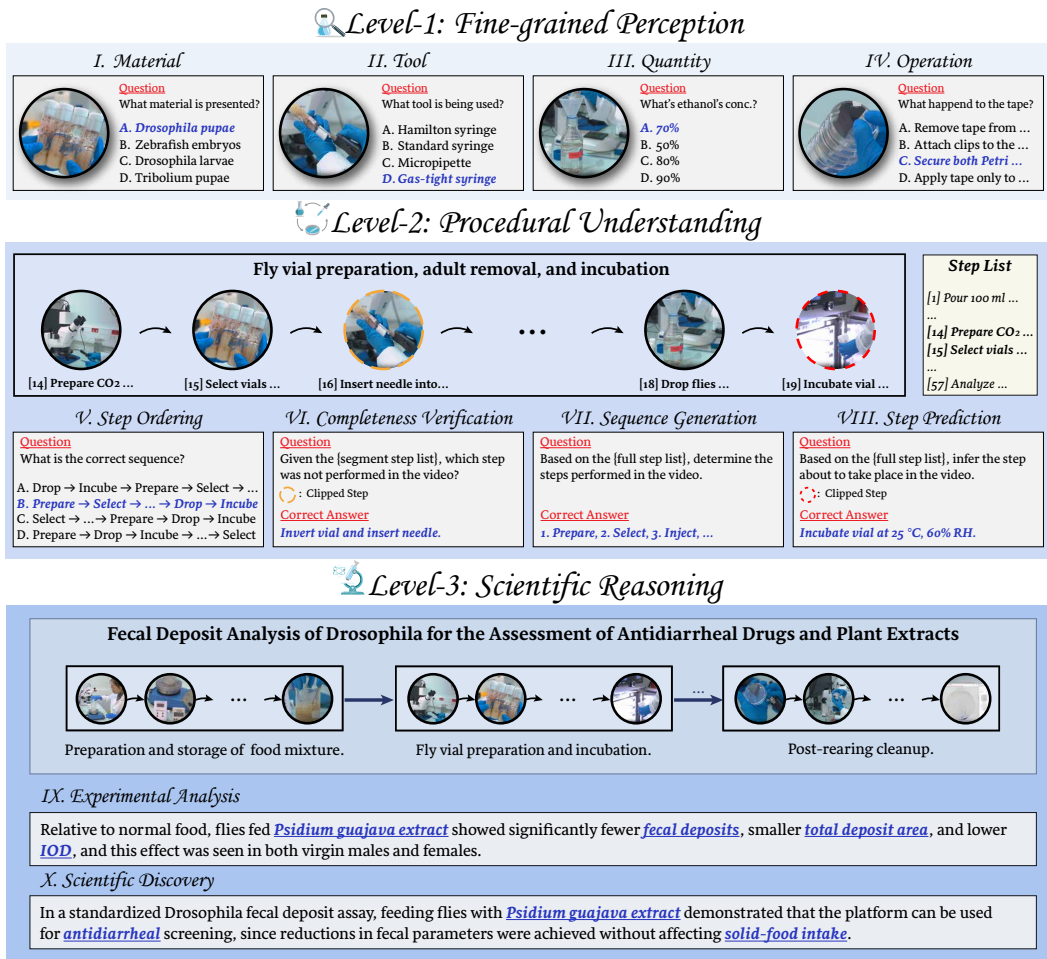 Level-1: Fine-grained Perception
I. Material
Question
What material is presented?
A. Drosophila pupae
B. Zebrafish embryos
C. Drosophila larvae
D. Tribolium pupae
II. Tool
Question
What tool is being used?
A. Hamilton syringe
B. Standard syringe
C. Micropipette
D. Gas-tight syringe
III. Quantity
Question
What's ethanol's conc.?
A. 70%
B. 50%
C. 80%
D. 90%
IV. Operation
Question
What happend to the tape?
A. Remove tape from ...
B. Attach clips to the ...
C. Secure both Petri ...
D. Apply tape only to ...
Level-2: Procedural Understanding
Fly vial preparation, adult removal, and incubation
...
[14] Prepare CO₂ ...
[15] Select vials ...
[16] Insert needle into...
[18] Drop flies ...
[19] Incubate vial ...
Step List
[1] Pour 100 ml ...
...
[14] Prepare CO₂ ...
[15] Select vials ...
...
[57] Analyze ...
V. Step Ordering
Question
What is the correct sequence?
A. Drop → Incube → Prepare → Select → ...
B. Prepare → Select → ... → Drop → Incube
C. Select → ...→ Prepare → Drop → Incube
D. Prepare → Drop → Incube → ...→ Select
VI. Completeness Verification
Question
Given the {segment step list}, which step
was not performed in the video?
: Clipped Step
Correct Answer
Invert vial and insert needle.
VII. Sequence Generation
Question
Based on the {full step list}, determine the
steps performed in the video.
Correct Answer
1. Prepare, 2. Select, 3. Inject, ...
VIII. Step Prediction
Question
Based on the {full step list}, infer the step
about to take place in the video.
: Clipped Step
Correct Answer
Incubate vial at 25 °C, 60% RH.
Level-3: Scientific Reasoning
Fecal Deposit Analysis of Drosophila for the Assessment of Antidiarrheal Drugs and Plant Extracts
...
...
...
...
Preparation and storage of food mixture.
Fly vial preparation and incubation.
Post-rearing cleanup.
IX. Experimental Analysis
Relative to normal food, flies fed Psidium guajava extract showed significantly fewer fecal deposits, smaller total deposit area, and lower
IOD, and this effect was seen in both virgin males and females.
X. Scientific Discovery
In a standardized Drosophila fecal deposit assay, feeding flies with Psidium guajava extract demonstrated that the platform can be used
for antidiarrheal screening, since reductions in fecal parameters were achieved without affecting solid-food intake.